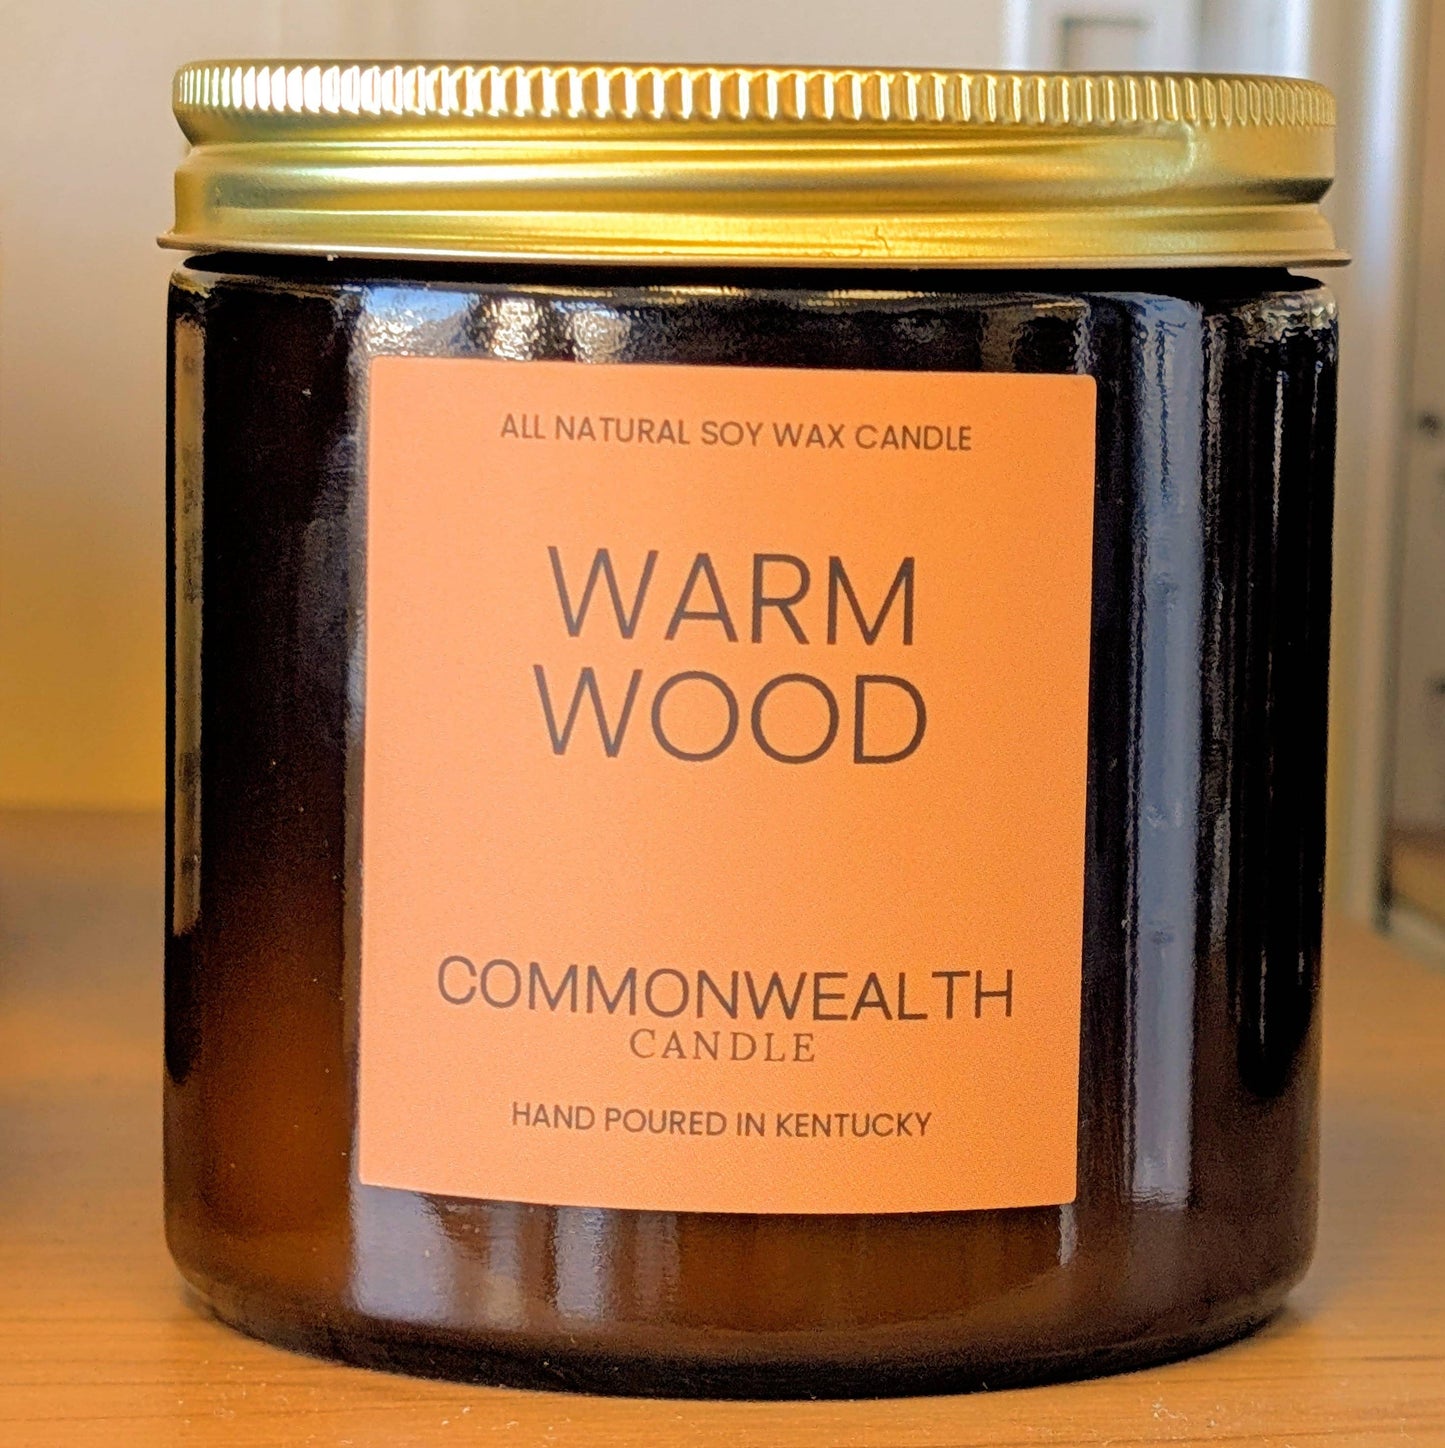 ALL NATURAL SOY WAX CANDLE
WARM
WOOD
COMMONWEALTH
CANDLE
HAND POURED IN KENTUCKY